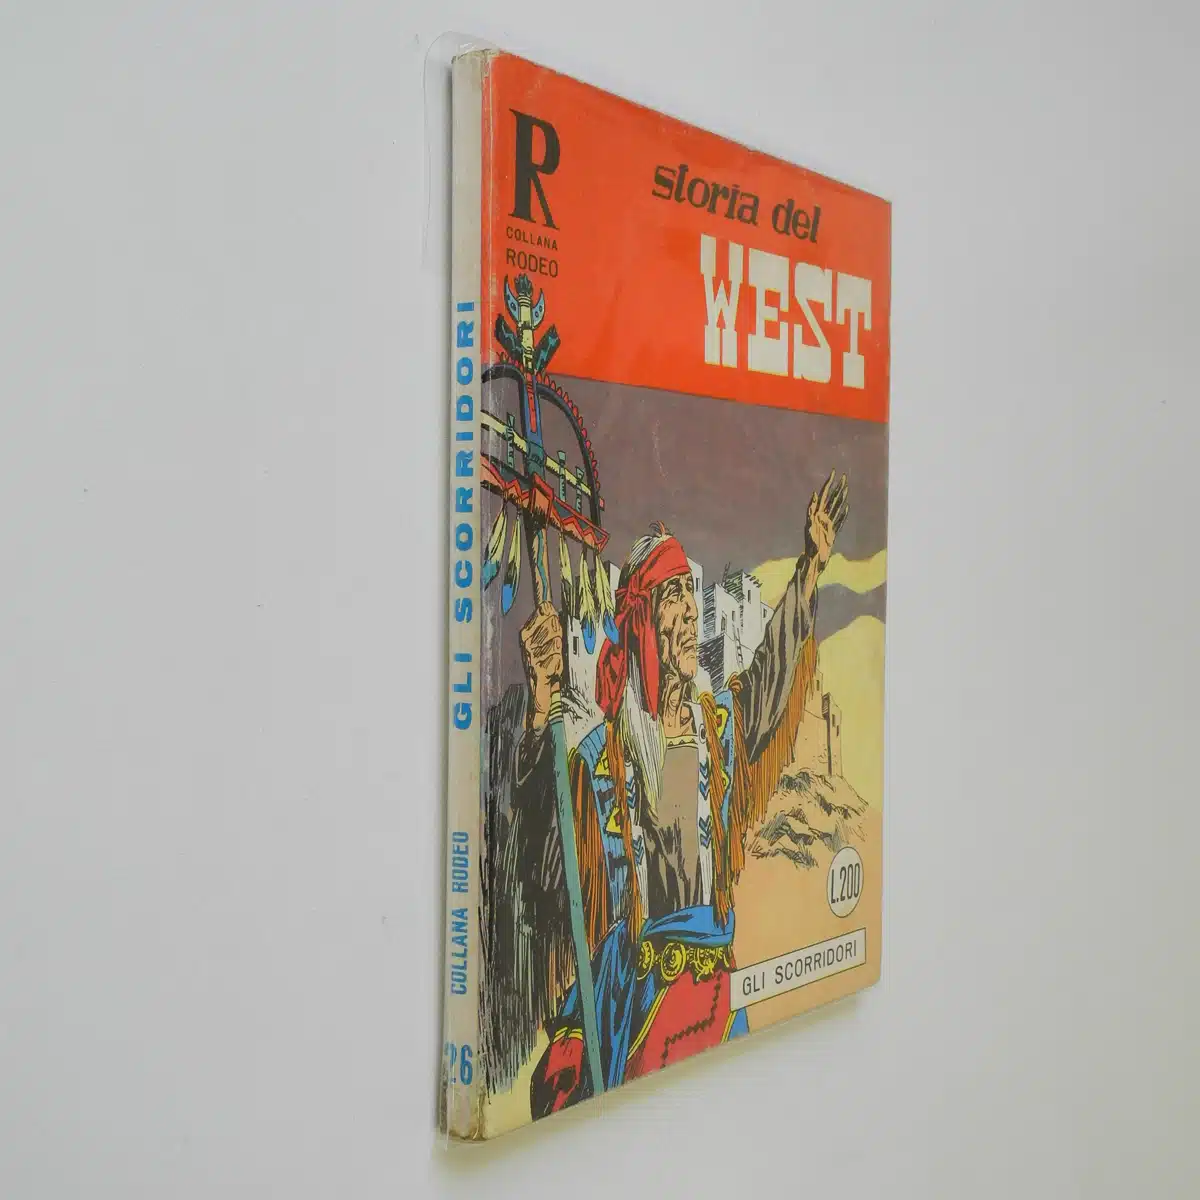 R
COLLANA
RODEO
storia del
WEST
L.200
GLI SCORRIDORI
GLI SCORRIDORI
COLLANA RODEO
26